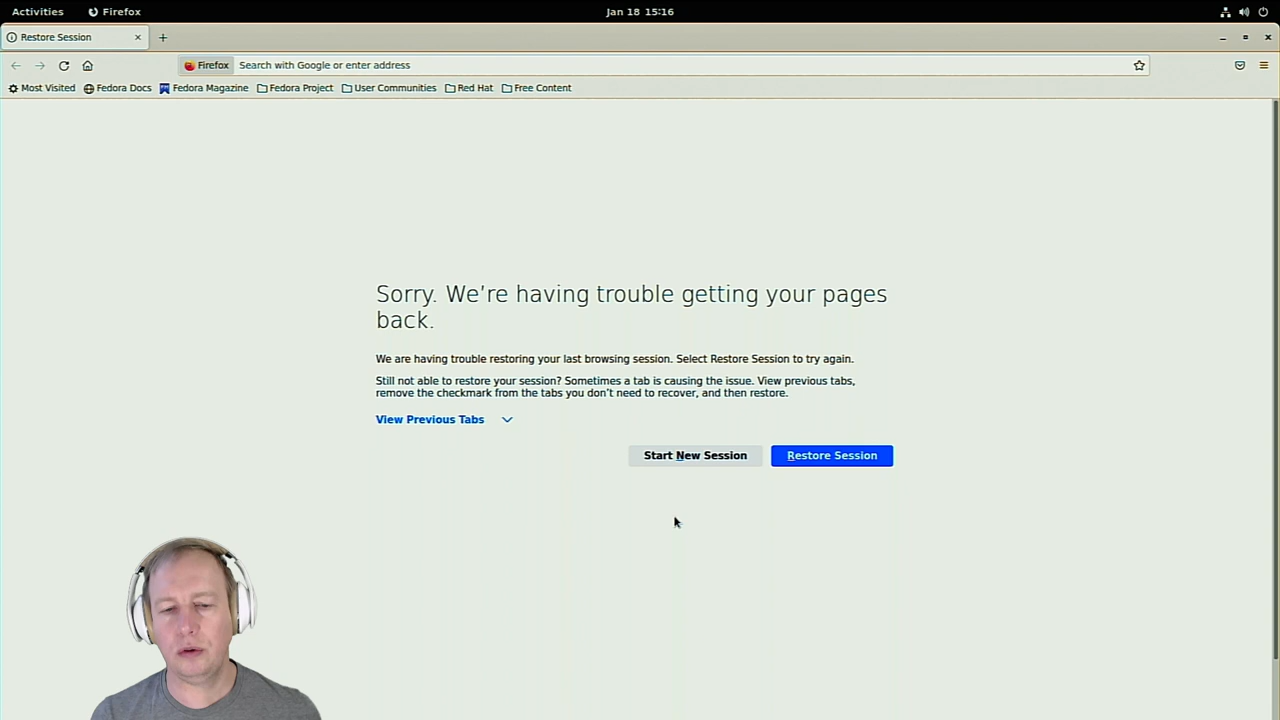 Activities Firefox Jan 18 15:16
Restore Session
Firefox Search with Google or enter address
Most Visited Fedora Docs Fedora Magazine Fedora Project User Communities Red Hat Free Content
Sorry. We're having trouble getting your pages
back.
We are having trouble restoring your last browsing session. Select Restore Session to try again.
Still not able to restore your session? Sometimes a tab is causing the issue. View previous tabs,
remove the checkmark from the tabs you don't need to recover, and then restore.
View Previous Tabs
Start New Session Restore Session